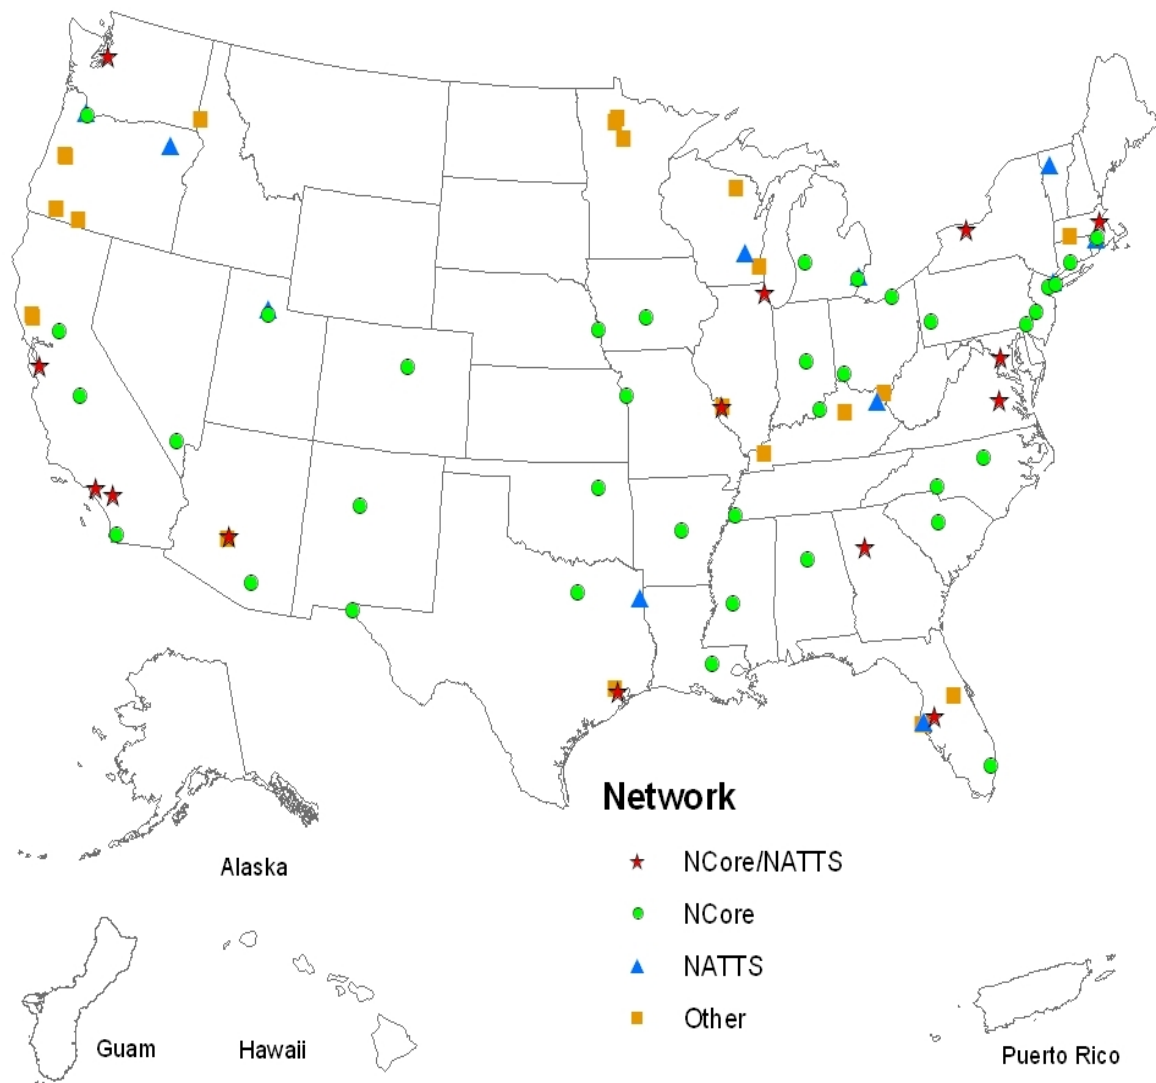 Network
NCore/NATTS
Alaska
NCore
NATTS
Other
Guam
Hawaii
Puerto Rico